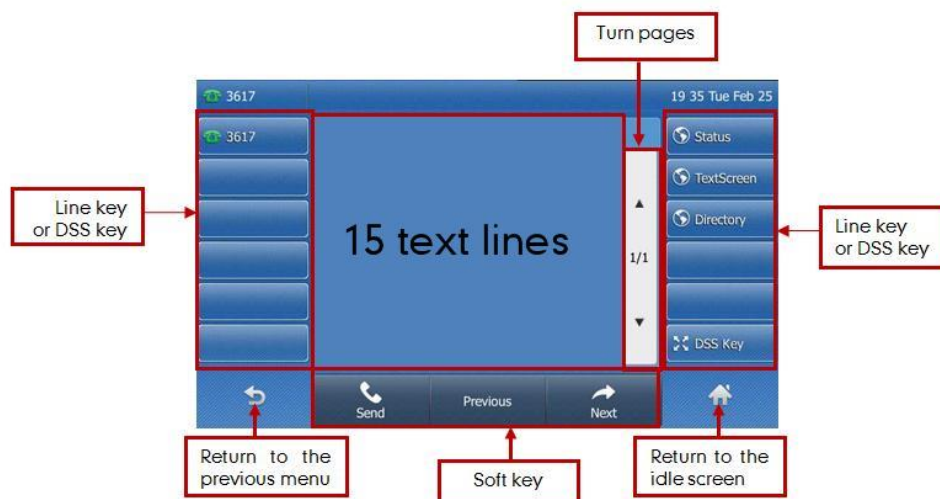 Turn pages
3617
19 35 Tue Feb 25
3617
Status
TextScreen
Directory
Line key
or DSS key
15 text lines
1/1
Line key
or DSS key
DSS Key
Send
Previous
Next
Return to the
previous menu
Soft key
Return to the
idle screen